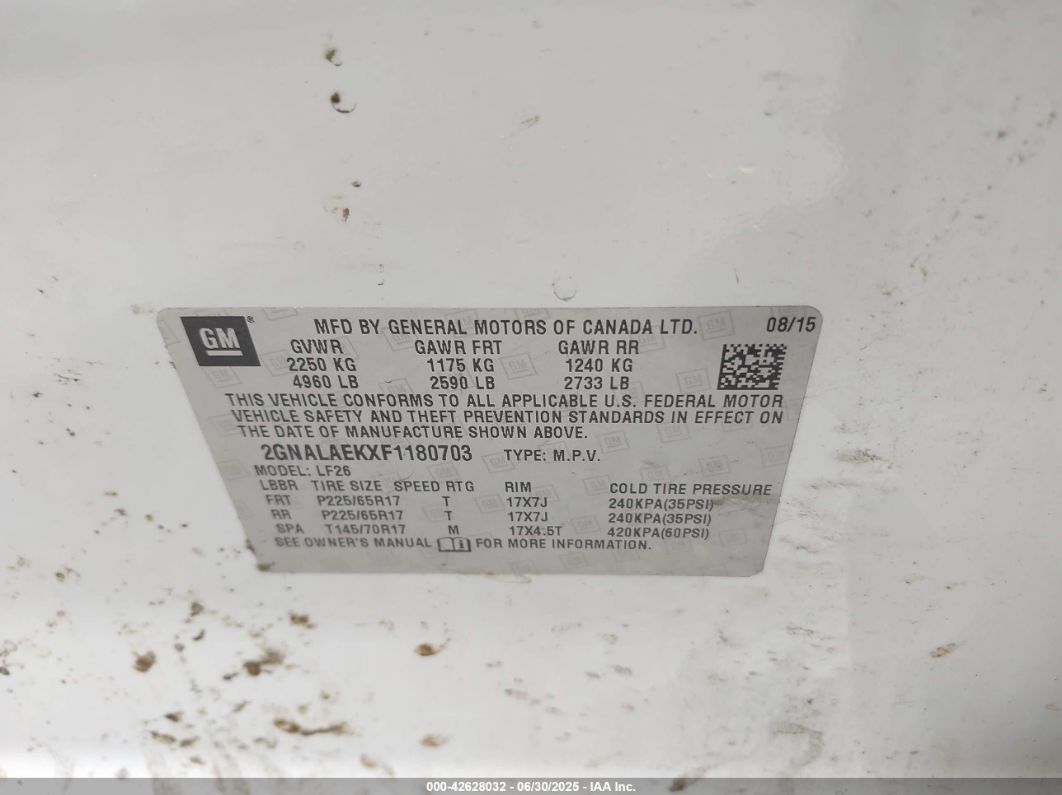 GM®
MFD BY GENERAL MOTORS OF CANADA LTD. 08/15
GVWR GAWR FRT GAWR RR
2250 KG 1175 KG 1240 KG
4960 LB 2590 LB 2733 LB
THIS VEHICLE CONFORMS TO ALL APPLICABLE U.S. FEDERAL MOTOR
VEHICLE SAFETY AND THEFT PREVENTION STANDARDS IN EFFECT ON
THE DATE OF MANUFACTURE SHOWN ABOVE.
2GNALAEKXF1180703 TYPE: M.P.V.
MODEL: LF26
LBBR TIRE SIZE SPEED RTG RIM COLD TIRE PRESSURE
FRT P225/65R17 T 17X7J 240KPA(35PSI)
RR P225/65R17 T 17X7J 240KPA(35PSI)
SPA T145/70R17 M 17X4.5T 420KPA(60PSI)
SEE OWNER'S MANUAL FOR MORE INFORMATION.
000-42628032 - 06/30/2025 - IAA Inc.